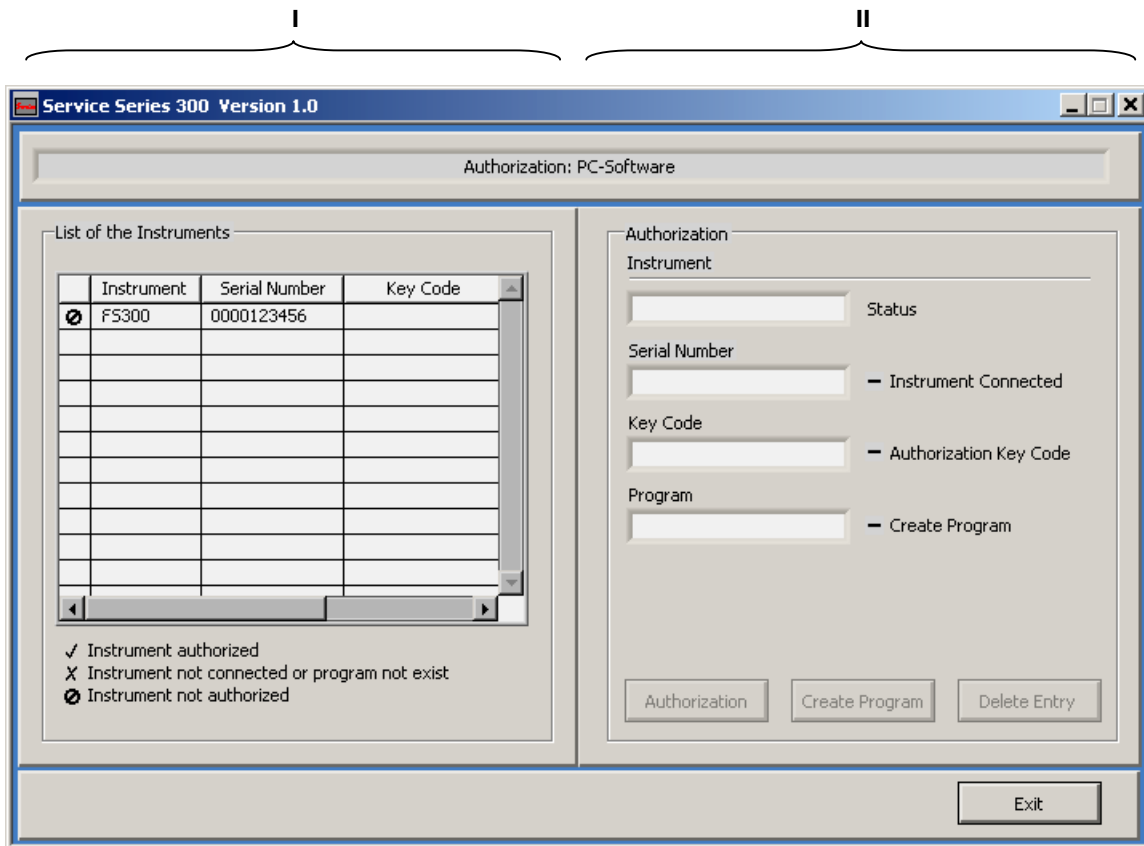 I II
Service Series 300 Version 1.0
Authorization: PC-Software
List of the Instruments
Instrument Serial Number Key Code
FS300 0000123456
✓ Instrument authorized
X Instrument not connected or program not exist
Instrument not authorized
Authorization
Instrument
Status
Serial Number
– Instrument Connected
Key Code
– Authorization Key Code
Program
– Create Program
Authorization Create Program Delete Entry
Exit